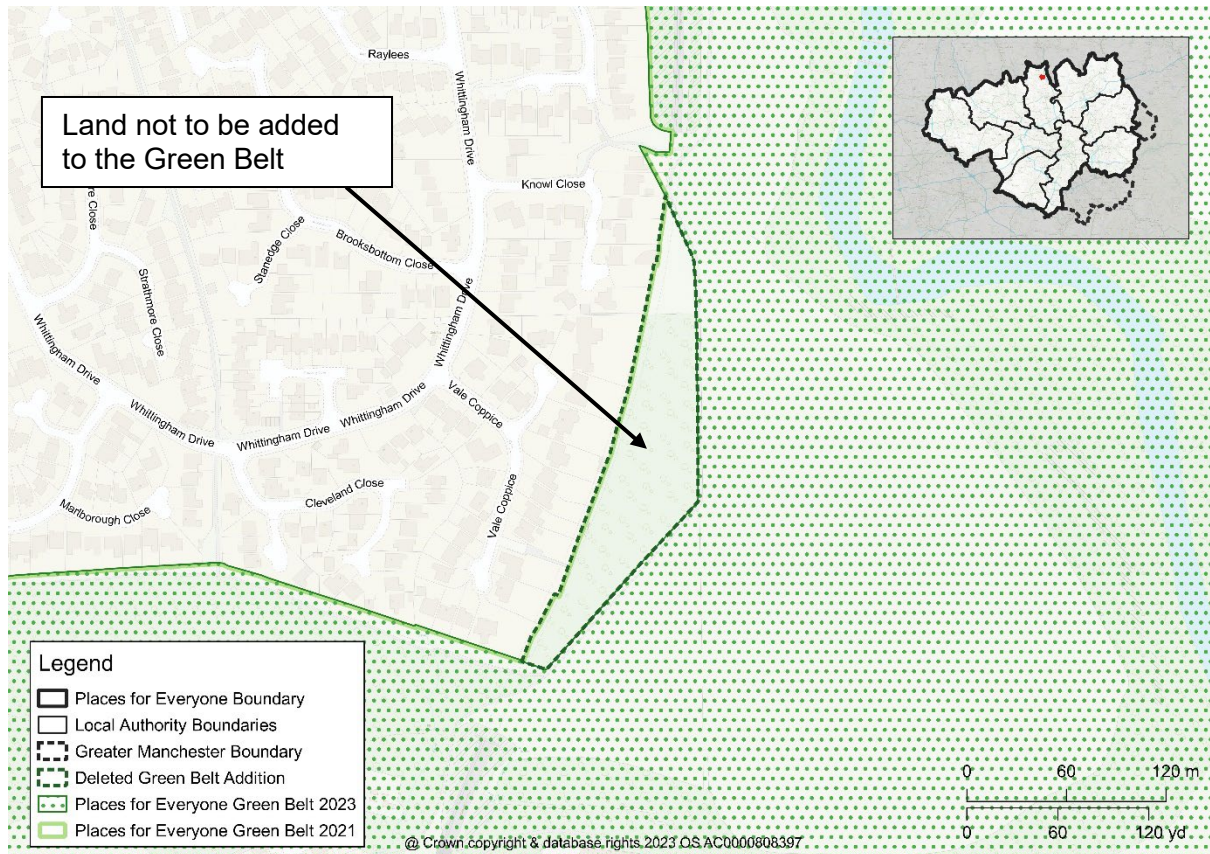 Raylees
Whittingham Drive
Land not to be added
to the Green Belt
Knowl Close
re Close
Stanedge Close
Brooksbottom Close
Strathmore Close
Whittingham Drive
Whittingham Drive
Vale Coppice
Whittingham Drive
Whittingham Drive
Whittingham Drive
Cleveland Close
Vale Coppice
Marlborough Close
Legend
Places for Everyone Boundary
Local Authority Boundaries
Greater Manchester Boundary
Deleted Green Belt Addition
Places for Everyone Green Belt 2023
Places for Everyone Green Belt 2021
0 60 120 m
0 60 120 yd
@ Crown copyright & database rights 2023 OS AC0000808397